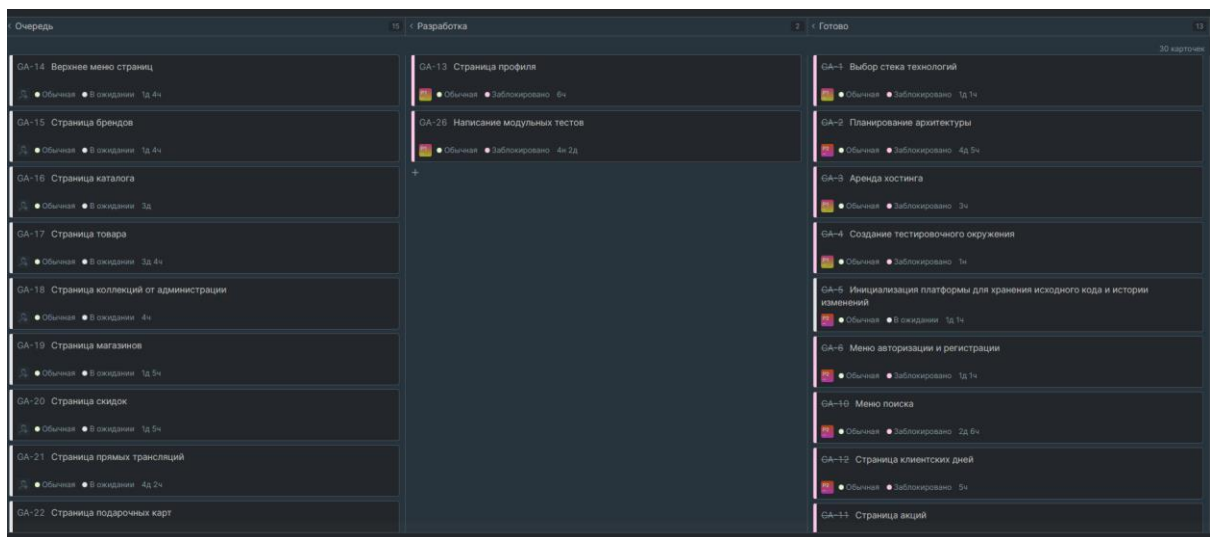 Очередь 15
GA-14 Верхнее меню страниц
Обычная В ожидании 1д 4ч
GA-15 Страница брендов
Обычная В ожидании 1д 4ч
GA-16 Страница каталога
Обычная В ожидании 3д
GA-17 Страница товара
Обычная В ожидании 3д 4ч
GA-18 Страница коллекций от администрации
Обычная В ожидании 4ч
GA-19 Страница магазинов
Обычная В ожидании 1д 5ч
GA-20 Страница скидок
Обычная В ожидании 1д 5ч
GA-21 Страница прямых трансляций
Обычная В ожидании 4д 2ч
GA-22 Страница подарочных карт
Разработка 2
GA-13 Страница профиля
Обычная Заблокировано 6ч
GA-26 Написание модульных тестов
Обычная Заблокировано 4н 2д
+
Готово 13
30 карточек
GA-1 Выбор стека технологий
Обычная Заблокировано 1д 1ч
GA-2 Планирование архитектуры
Обычная Заблокировано 4д 5ч
GA-3 Аренда хостинга
Обычная Заблокировано 3ч
GA-4 Создание тестировочного окружения
Обычная Заблокировано 1н
GA-5 Инициализация платформы для хранения исходного кода и истории
изменений
Обычная В ожидании 1д 1ч
GA-6 Меню авторизации и регистрации
Обычная Заблокировано 1д 1ч
GA-10 Меню поиска
Обычная Заблокировано 2д 6ч
GA-12 Страница клиентских дней
Обычная Заблокировано 5ч
GA-11 Страница акций